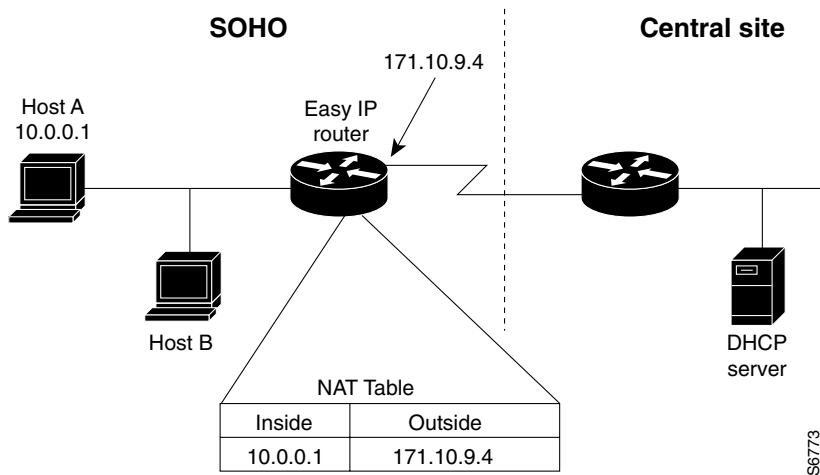 SOHO
Central site
171.10.9.4
Host A
10.0.0.1
Easy IP
router
Host B
DHCP
server
NAT Table
Inside Outside
10.0.0.1 171.10.9.4
S6773